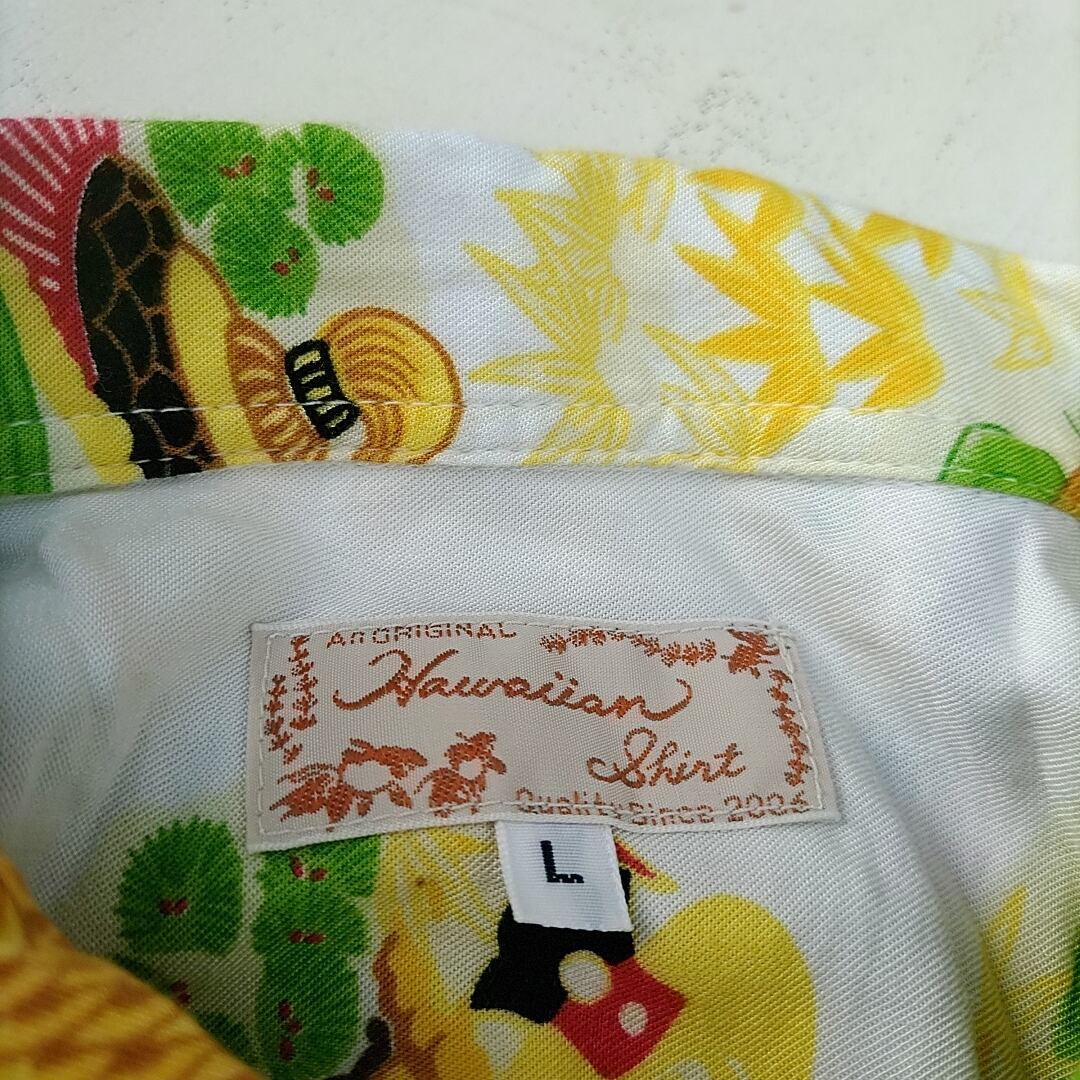 An ORIGINAL
Hawaiian
Shirt
Quality Since 2006
L